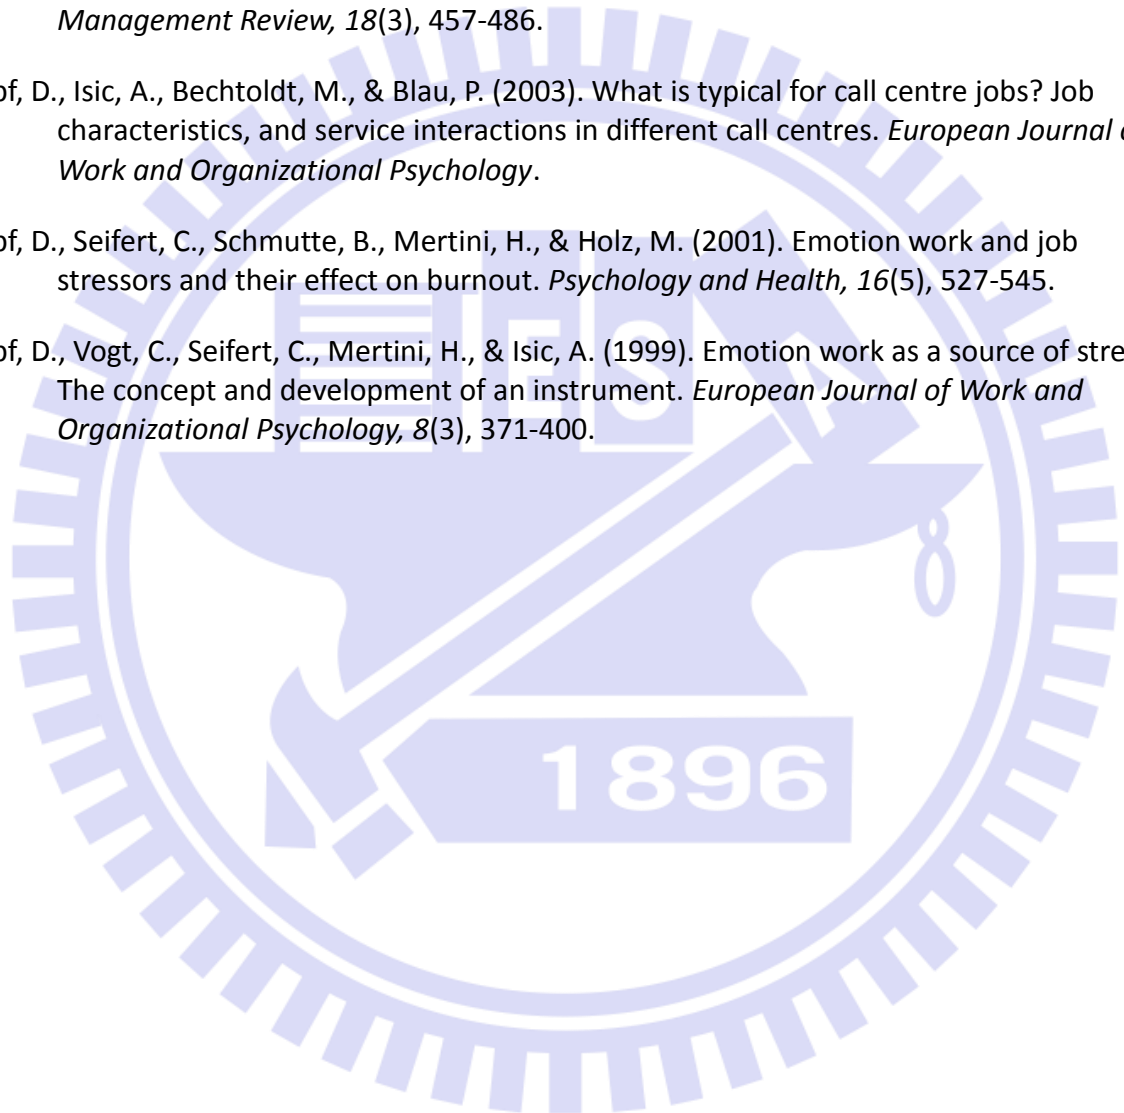 Management Review, 18(3), 457-486.
of, D., Isic, A., Bechtoldt, M., & Blau, P. (2003). What is typical for call centre jobs? Job
characteristics, and service interactions in different call centres. European Journal o
Work and Organizational Psychology.
of, D., Seifert, C., Schmutte, B., Mertini, H., & Holz, M. (2001). Emotion work and job
stressors and their effect on burnout. Psychology and Health, 16(5), 527-545.
of, D., Vogt, C., Seifert, C., Mertini, H., & Isic, A. (1999). Emotion work as a source of stre
The concept and development of an instrument. European Journal of Work and
Organizational Psychology, 8(3), 371-400.
ES
1896